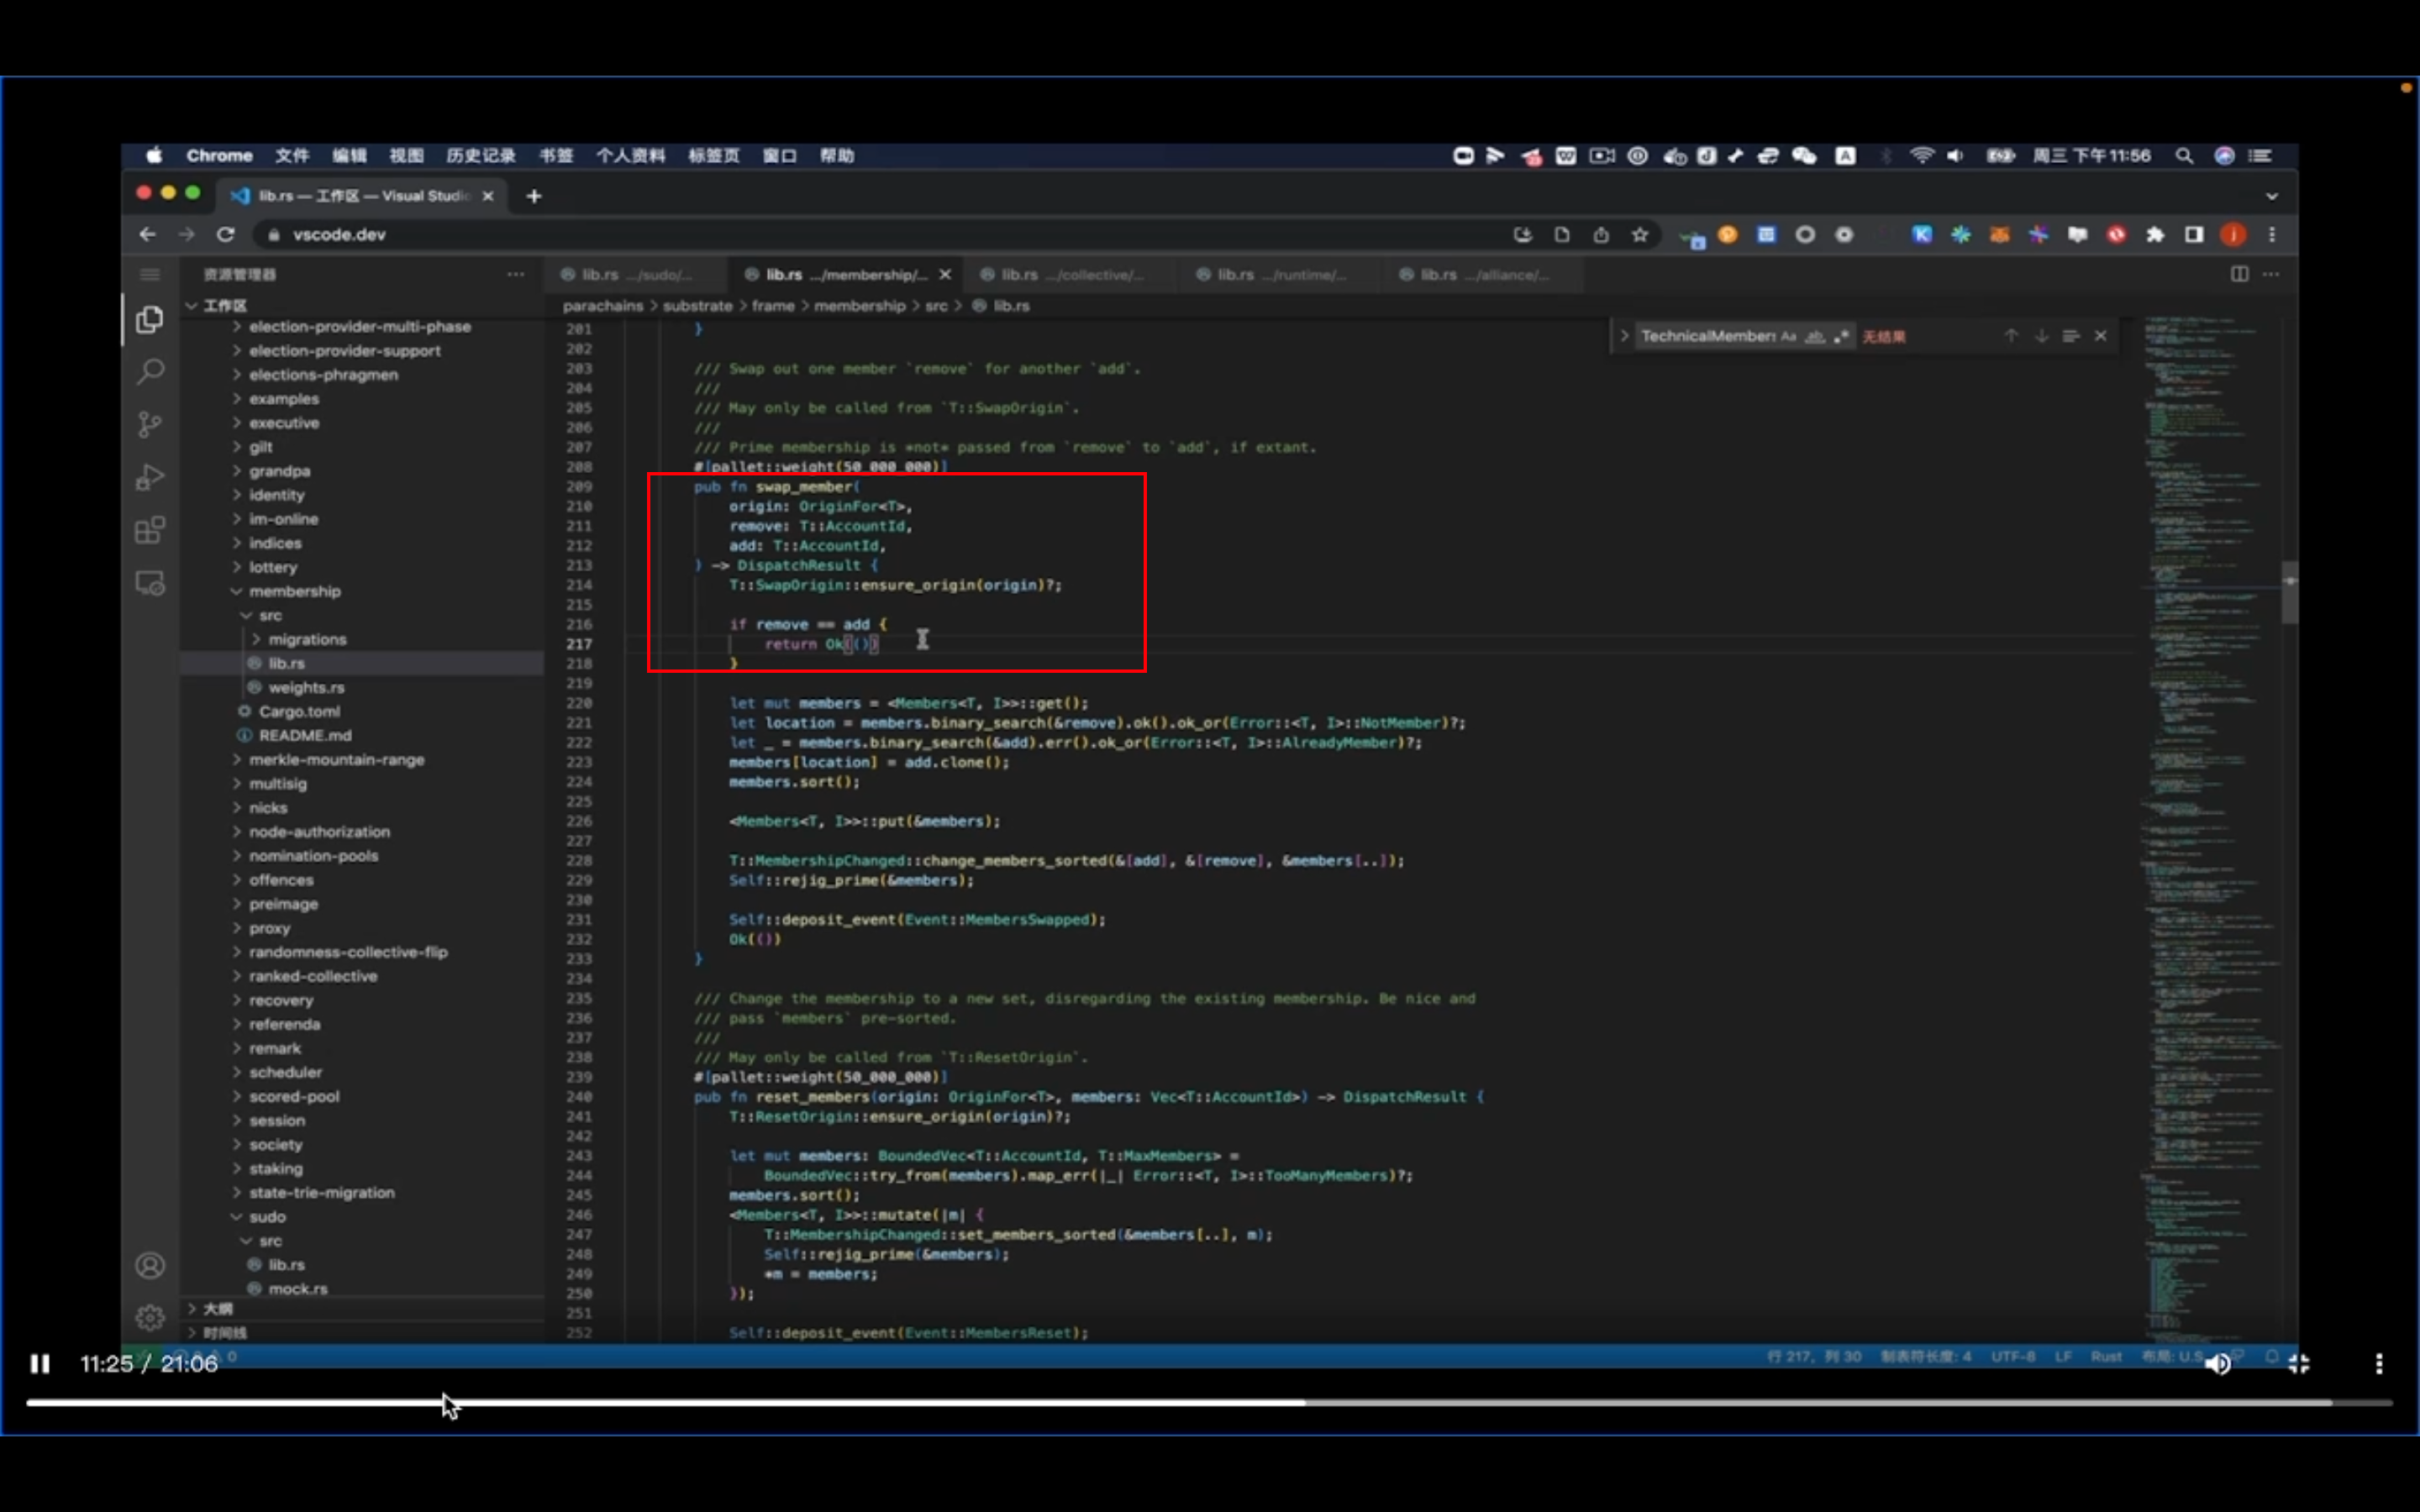 Chrome 文件 编辑 视图 历史记录 书签 个人资料 标签页 窗口 帮助
周三 下午11:56
lib.rs — 工作区 — Visual Studio
vscode.dev
资源管理器
lib.rs .../sudo/... lib.rs .../membership/... lib.rs .../collective/... lib.rs .../runtime/... lib.rs .../alliance/...
工作区
parachains > substrate > frame > membership > src > lib.rs
TechnicalMember: Aa ab 无结果
election-provider-multi-phase
election-provider-support
elections-phragmen
examples
executive
gilt
grandpa
identity
im-online
indices
lottery
membership
src
migrations
lib.rs
weights.rs
Cargo.toml
README.md
merkle-mountain-range
multisig
nicks
node-authorization
nomination-pools
offences
preimage
proxy
randomness-collective-flip
ranked-collective
recovery
referenda
remark
scheduler
scored-pool
session
society
staking
state-trie-migration
sudo
src
lib.rs
mock.rs
大纲
时间线
201 }
202
203 /// Swap out one member `remove` for another `add`.
204 ///
205 /// May only be called from `T::SwapOrigin`.
206 ///
207 /// Prime membership is *not* passed from `remove` to `add`, if extant.
208 #[pallet::weight(50_000_000)]
209 pub fn swap_member(
210 origin: OriginFor<T>,
211 remove: T::AccountId,
212 add: T::AccountId,
213 ) -> DispatchResult {
214 T::SwapOrigin::ensure_origin(origin)?;
215
216 if remove == add {
217 return Ok(())
218 }
219
220 let mut members = <Members<T, I>>::get();
221 let location = members.binary_search(&remove).ok().ok_or(Error::<T, I>::NotMember)?;
222 let _ = members.binary_search(&add).err().ok_or(Error::<T, I>::AlreadyMember)?;
223 members[location] = add.clone();
224 members.sort();
225
226 <Members<T, I>>::put(&members);
227
228 T::MembershipChanged::change_members_sorted(&[add], &[remove], &members[..]);
229 Self::rejig_prime(&members);
230
231 Self::deposit_event(Event::MembersSwapped);
232 Ok(())
233 }
234
235 /// Change the membership to a new set, disregarding the existing membership. Be nice and
236 /// pass `members` pre-sorted.
237 ///
238 /// May only be called from `T::ResetOrigin`.
239 #[pallet::weight(50_000_000)]
240 pub fn reset_members(origin: OriginFor<T>, members: Vec<T::AccountId>) -> DispatchResult {
241 T::ResetOrigin::ensure_origin(origin)?;
242
243 let mut members: BoundedVec<T::AccountId, T::MaxMembers> =
244 BoundedVec::try_from(members).map_err(|_| Error::<T, I>::TooManyMembers)?;
245 members.sort();
246 <Members<T, I>>::mutate(|m| {
247 T::MembershipChanged::set_members_sorted(&members[..], m);
248 Self::rejig_prime(&members);
249 *m = members;
250 });
251
252 Self::deposit_event(Event::MembersReset);
11:25 / 21:06
行 217, 列 30 制表符长度: 4 UTF-8 LF Rust 布局: U.S.